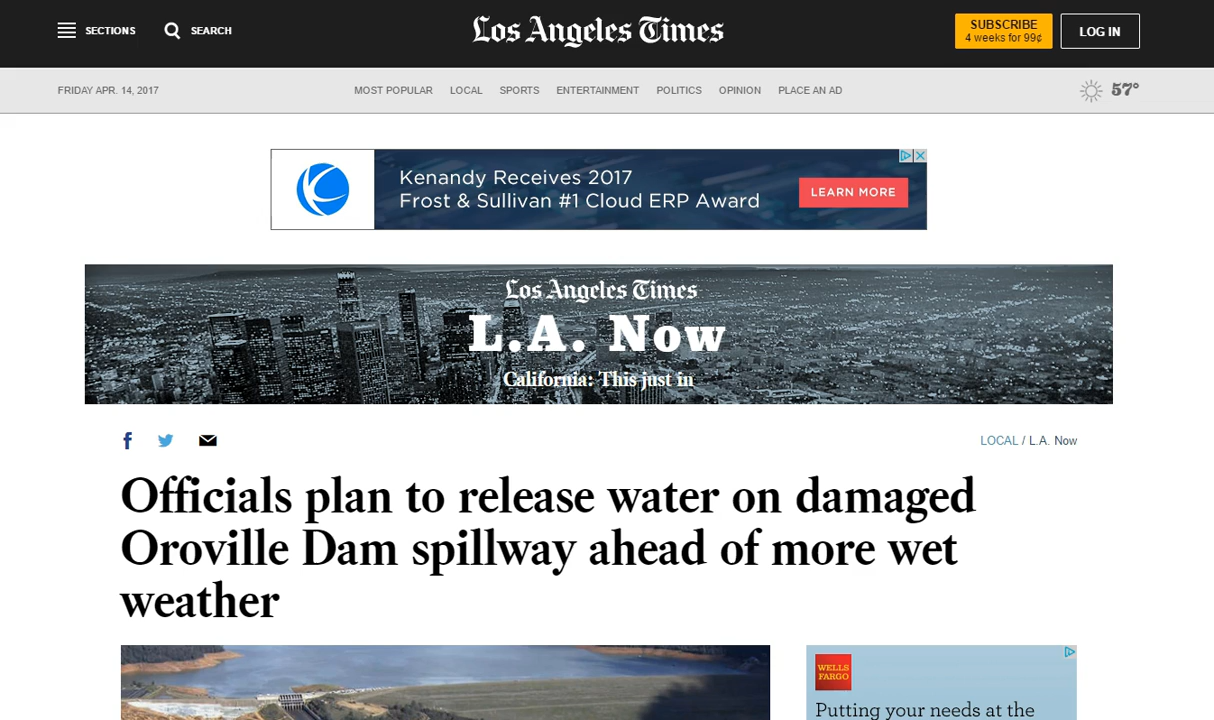 SECTIONS
SEARCH
Los Angeles Times
SUBSCRIBE
4 weeks for 99¢
LOG IN
FRIDAY APR. 14, 2017
MOST POPULAR
LOCAL
SPORTS
ENTERTAINMENT
POLITICS
OPINION
PLACE AN AD
57°
Kenandy Receives 2017
Frost & Sullivan #1 Cloud ERP Award
LEARN MORE
Los Angeles Times
L.A. Now
California: This just in
LOCAL / L.A. Now
Officials plan to release water on damaged
Oroville Dam spillway ahead of more wet
weather
WELLS
FARGO
Putting your needs at the